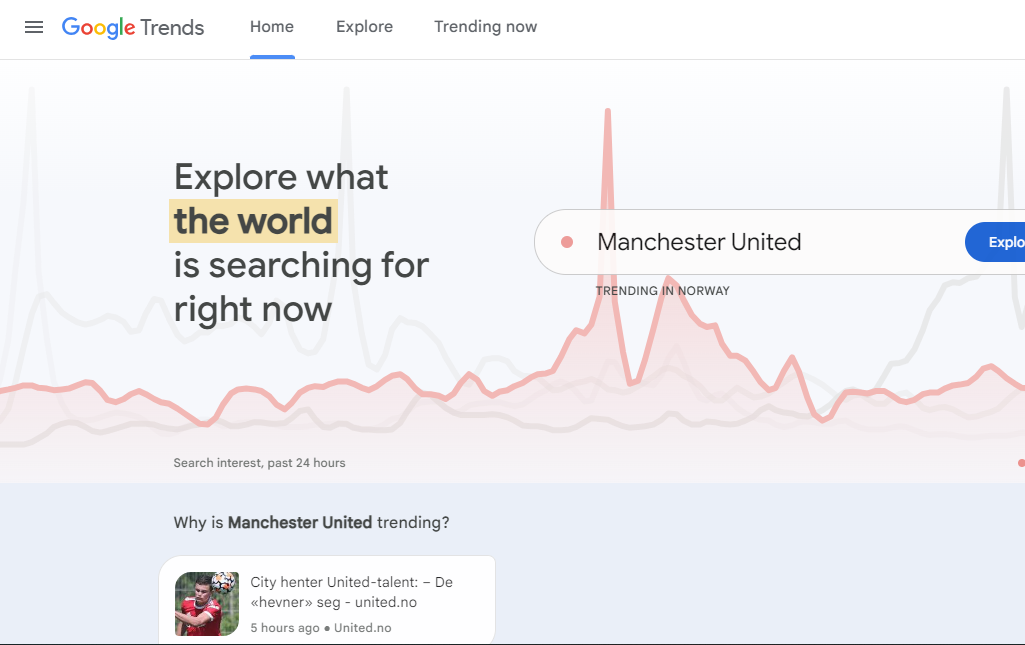 Google Trends Home Explore Trending now
Explore what
the world
is searching for
right now
Manchester United
Explo
TRENDING IN NORWAY
Search interest, past 24 hours
Why is Manchester United trending?
City henter United-talent: – De
«hevner» seg - united.no
5 hours ago ● United.no